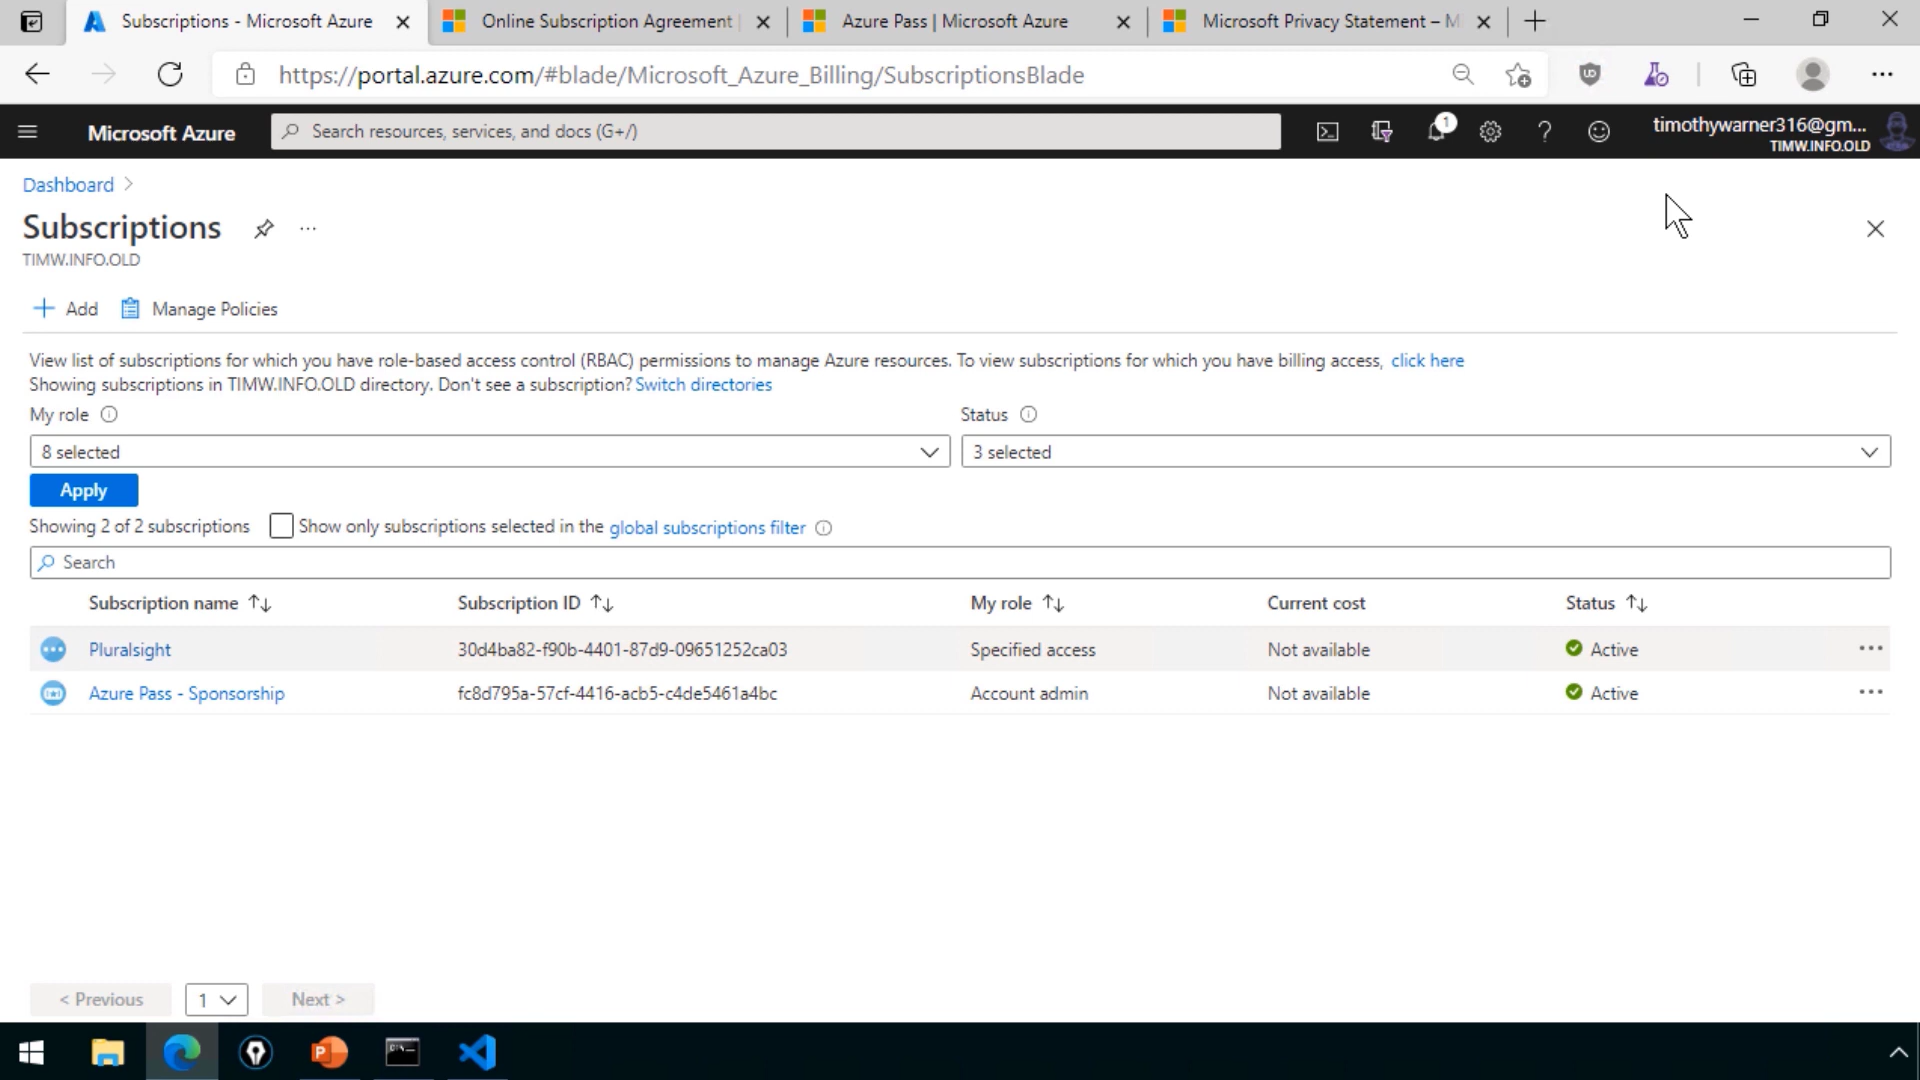 Subscriptions - Microsoft Azure
Online Subscription Agreement
Azure Pass | Microsoft Azure
Microsoft Privacy Statement – M
https://portal.azure.com/#blade/Microsoft_Azure_Billing/SubscriptionsBlade
Microsoft Azure
Search resources, services, and docs (G+/)
1
timothywarner316@gm...
TIMW.INFO.OLD
Dashboard
Subscriptions
TIMW.INFO.OLD
Add
Manage Policies
View list of subscriptions for which you have role-based access control (RBAC) permissions to manage Azure resources. To view subscriptions for which you have billing access, click here
Showing subscriptions in TIMW.INFO.OLD directory. Don't see a subscription? Switch directories
My role
Status
8 selected
3 selected
Apply
Showing 2 of 2 subscriptions
Show only subscriptions selected in the global subscriptions filter
Search
Subscription name
Subscription ID
My role
Current cost
Status
Pluralsight
30d4ba82-f90b-4401-87d9-09651252ca03
Specified access
Not available
Active
Azure Pass - Sponsorship
fc8d795a-57cf-4416-acb5-c4de5461a4bc
Account admin
Not available
Active
< Previous
1
Next >